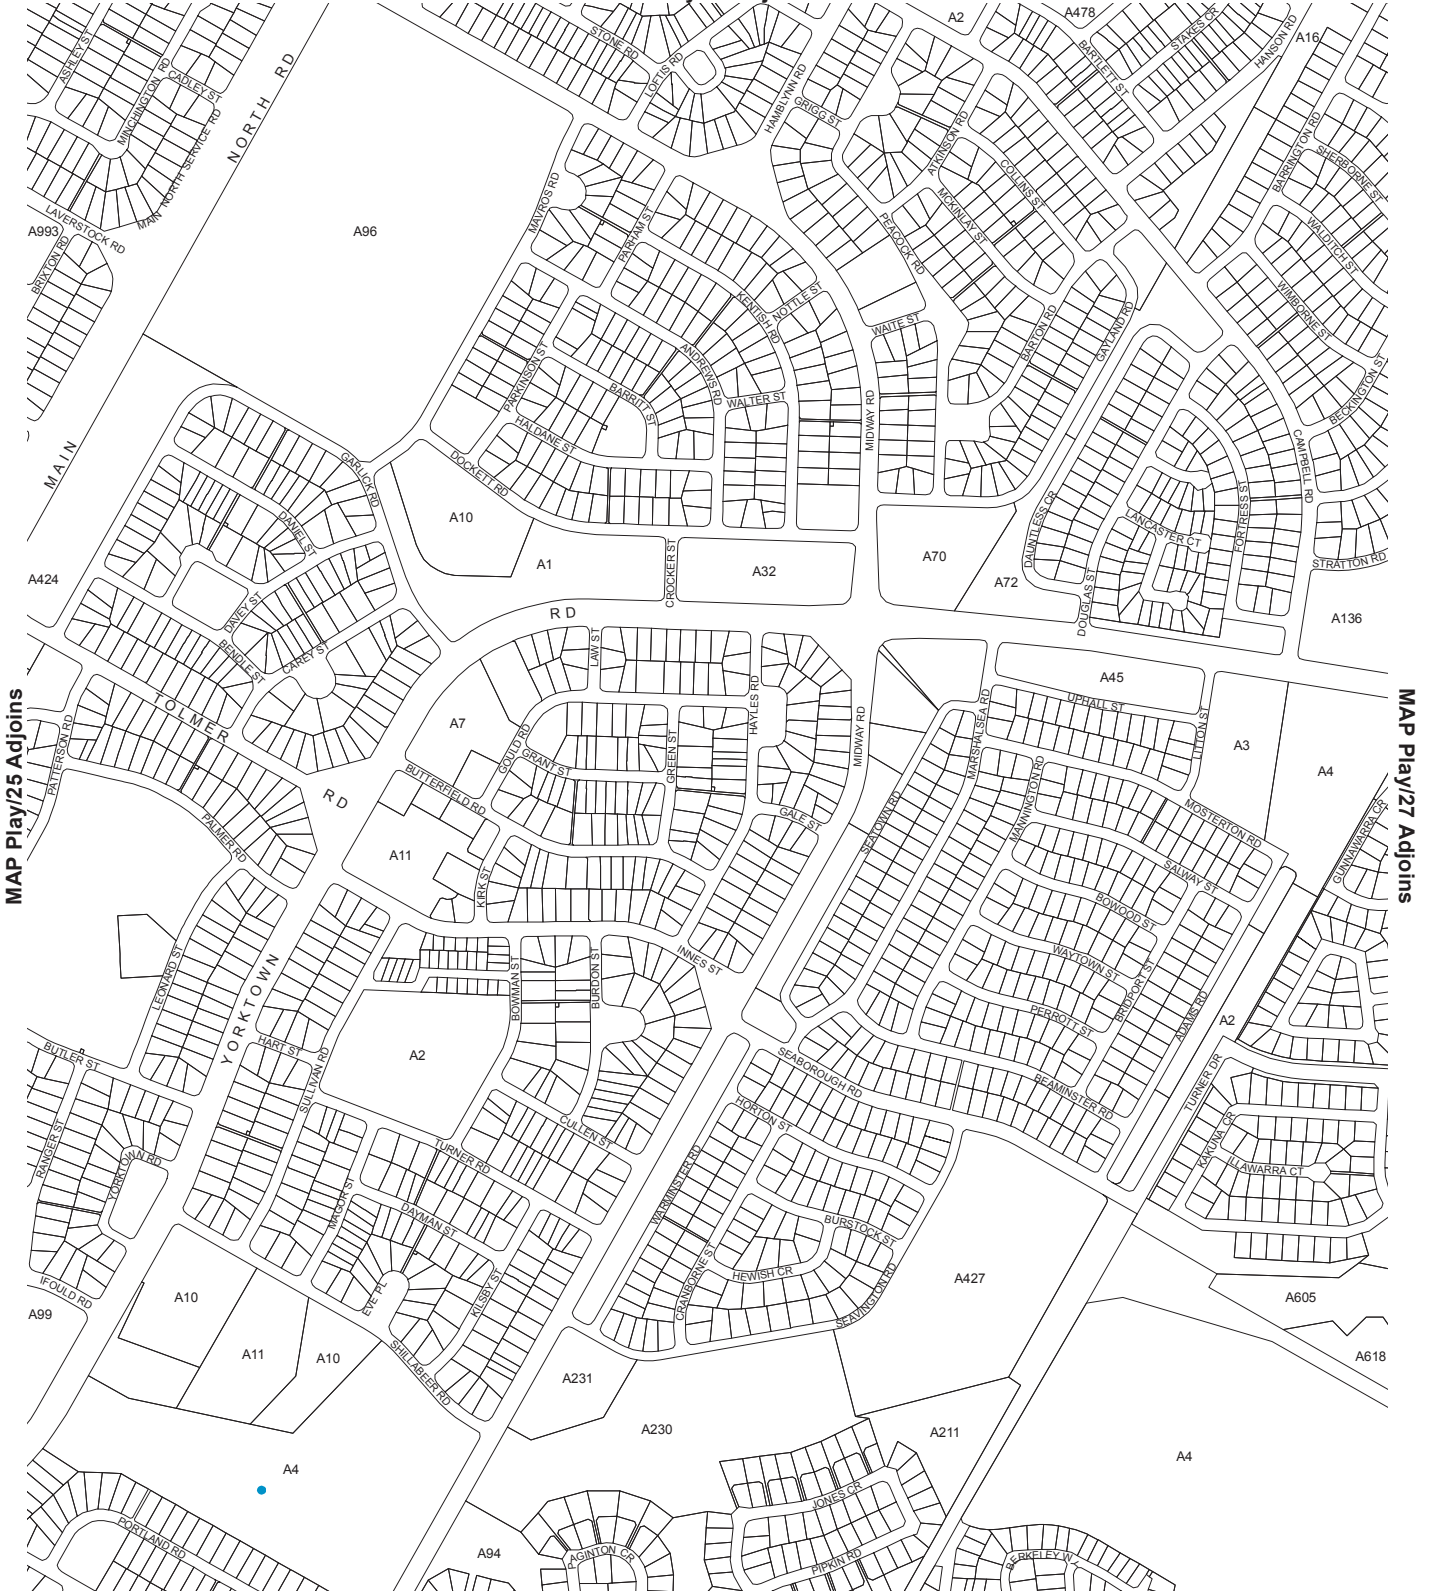 A2
A478
STAKES CR
HANSON RD
A16
BARTLETT ST
STONE RD
LOFTIS RD
ASHLEY ST
MINCHINGTON RD
CADLEY ST
NORTH RD
HAMBLYNN RD
GRIGG ST
ATKINSON RD
COLLINS ST
BARRINGTON RD
SHERBORNE ST
MAIN NORTH SERVICE RD
LAVERSTOCK RD
A993
BRIXTON RD
A96
MAVROS RD
PARHAM ST
MCKINLAY ST
PEACOCK RD
WALDITCH ST
WIMBORNE ST
KENTISH RD
NOTTLE ST
WAITE ST
BARTON RD
GAYLAND RD
PARKINSON ST
ANDREWS RD
BARRITT ST
WALTER ST
MIDWAY RD
BECKINGTON ST
HALDANE ST
DOCKETT RD
CAMPBELL RD
MAIN
GARLICK RD
DANIEL ST
A10
A1
CROCKER ST
A32
A70
A72
DAUNTLESS CR
LANCASTER CT
FORTRESS ST
STRATTON RD
A424
RD
DOUGLAS ST
A136
DAVEY ST
BENDLE ST
CAREY ST
LAW ST
A45
UPHALL ST
MAP Play/25 Adjoins
MAP Play/27 Adjoins
TOLMER
RD
PATTERSON RD
A7
GOULD RD
GRANT ST
GREEN ST
HAYLES RD
MIDWAY RD
MARSHALSEA RD
LITTON ST
A3
A4
BUTTERFIELD RD
MANNINGTON RD
MOSTERTON RD
GALE ST
SEATOWN RD
GUNNAWARRA CR
PALMER RD
A11
KIRK ST
SALWAY ST
BOWOOD ST
INNES ST
WAYTOWN ST
LEONARD ST
YORKTOWN
BOWMAN ST
BURDON ST
BRIDPORT ST
PERROTT ST
ADAMS RD
A2
BUTLER ST
HART ST
SULLIVAN RD
A2
SEABOROUGH RD
BEAMINSTER RD
TURNER DR
RANGER ST
YORKTOWN RD
CULLEN ST
TURNER RD
HORTON ST
KAKUNA CR
ILLAWARRA CT
MAGOR ST
DAYMAN ST
WARMINSTER RD
BURSTOCK ST
IFOULD RD
A99
A10
EVE PL
KILSBY ST
CRANBORNE ST
HEWISH CR
SEAVINGTON RD
A427
A605
A11
A10
SHILLABEER RD
A231
A618
A230
A211
A4
A4
JONES CR
PORTLAND RD
A94
PAGINTON CR
PIPKIN RD
BERKELEY WY